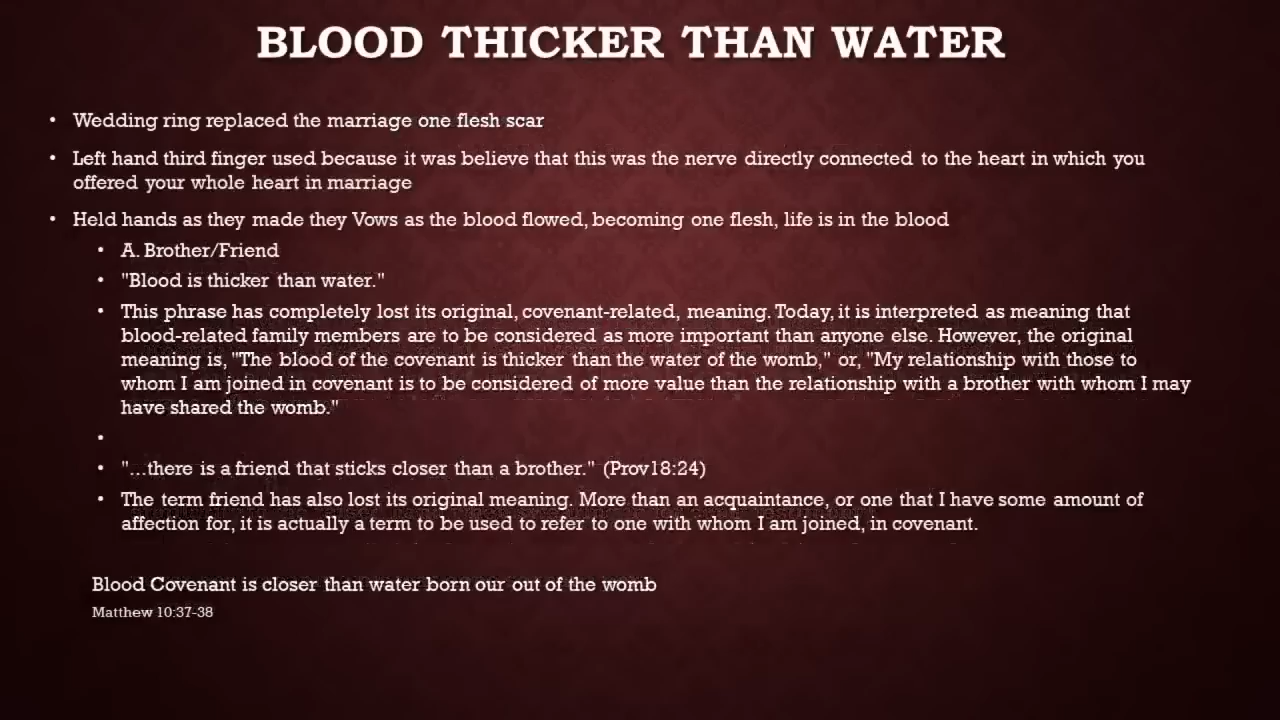 BLOOD THICKER THAN WATER
• Wedding ring replaced the marriage one flesh scar
• Left hand third finger used because it was believe that this was the nerve directly connected to the heart in which you
offered your whole heart in marriage
• Held hands as they made they Vows as the blood flowed, becoming one flesh, life is in the blood
• A. Brother/Friend
• "Blood is thicker than water."
• This phrase has completely lost its original, covenant-related, meaning. Today, it is interpreted as meaning that
blood-related family members are to be considered as more important than anyone else. However, the original
meaning is, "The blood of the covenant is thicker than the water of the womb," or, "My relationship with those to
whom I am joined in covenant is to be considered of more value than the relationship with a brother with whom I may
have shared the womb."
•
• "...there is a friend that sticks closer than a brother." (Prov18:24)
• The term friend has also lost its original meaning. More than an acquaintance, or one that I have some amount of
affection for, it is actually a term to be used to refer to one with whom I am joined, in covenant.
Blood Covenant is closer than water born our out of the womb
Matthew 10:37-38